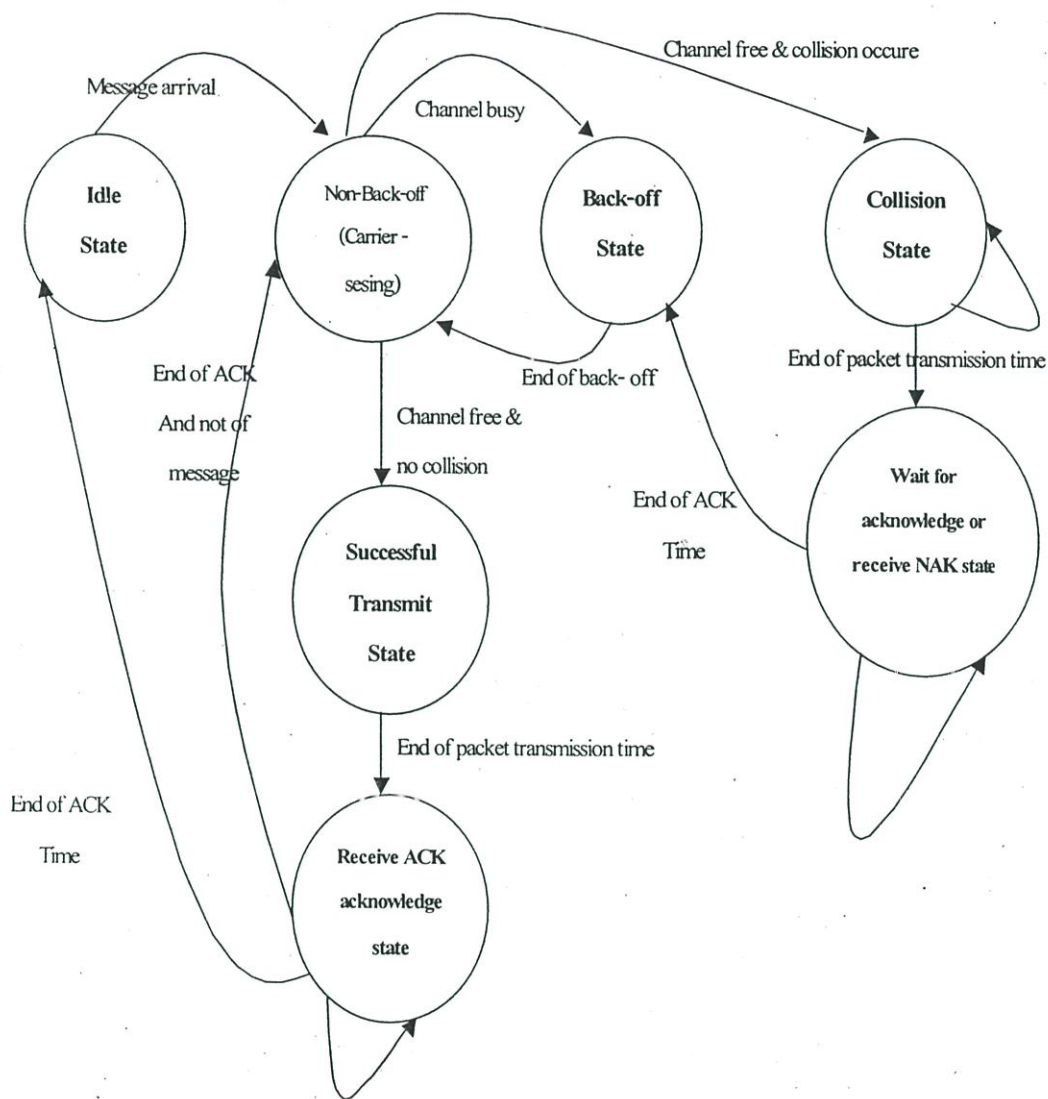 Channel free & collision occure
Message arrival
Channel busy
Idle
State
Non-Back-off
(Carrier -
sesing)
Back-off
State
Collision
State
End of ACK
And not of
message
End of back- off
End of packet transmission time
Channel free &
no collision
Wait for
acknowledge or
receive NAK state
End of ACK
Time
Successful
Transmit
State
End of packet transmission time
End of ACK
Time
Receive ACK
acknowledge
state